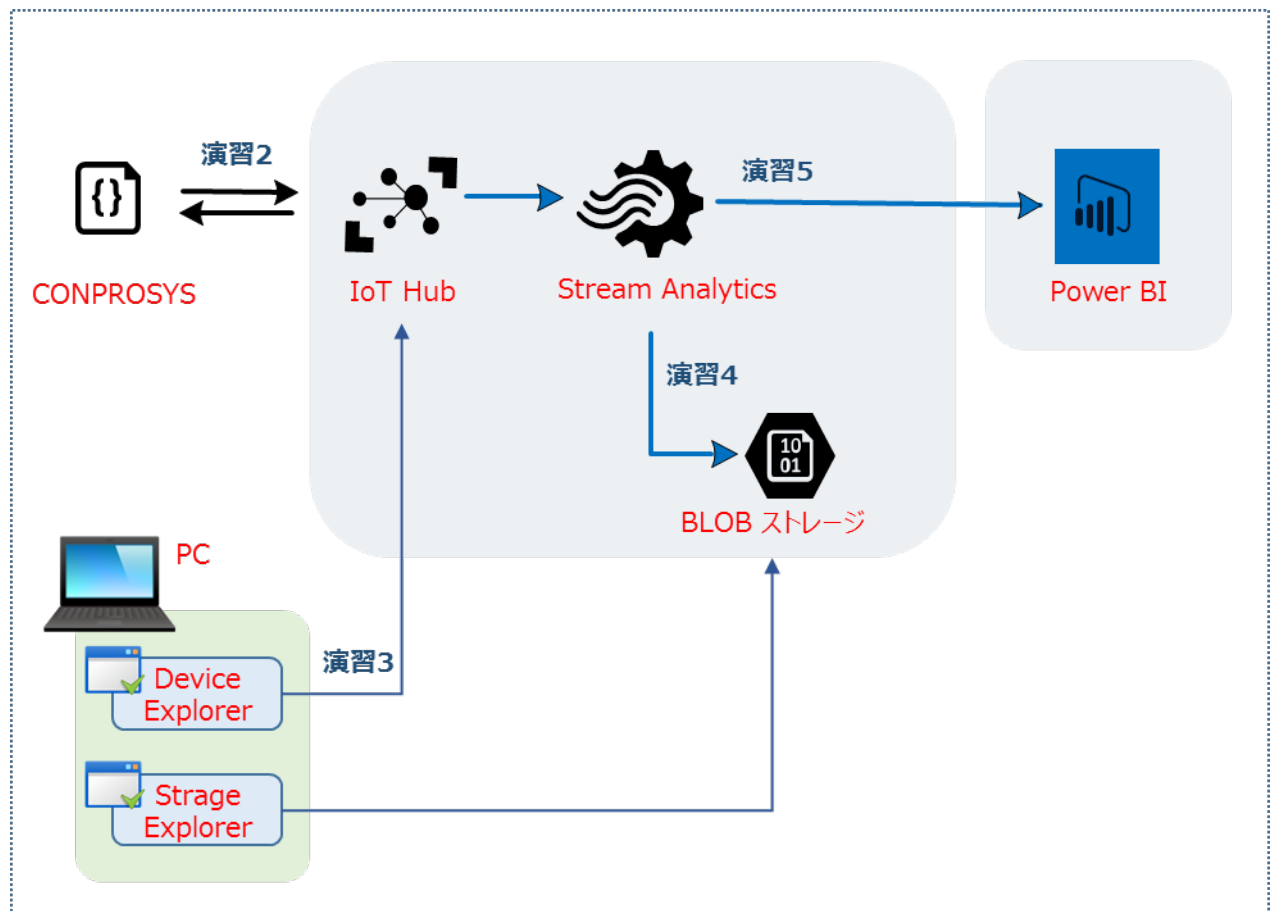 演習2
演習5
{}
CONPROSYS
IoT Hub
Stream Analytics
Power BI
演習4
10
01
BLOB ストレージ
PC
演習3
Device
Explorer
Strage
Explorer